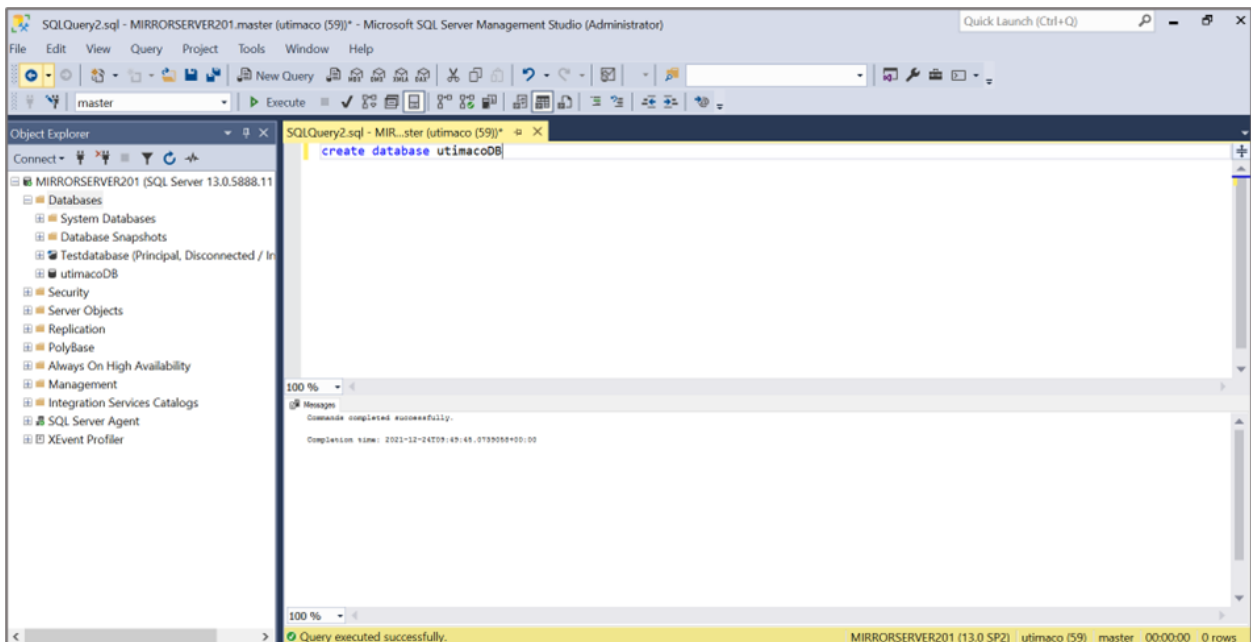 SQLQuery2.sql - MIRRORSERVER201.master (utimaco (59))* - Microsoft SQL Server Management Studio (Administrator)
Quick Launch (Ctrl+Q)
File Edit View Query Project Tools Window Help
New Query
master
Execute
Object Explorer
SQLQuery2.sql - MIR...ster (utimaco (59))*
Connect
create database utimacoDB
MIRRORSERVER201 (SQL Server 13.0.5888.11
Databases
System Databases
Database Snapshots
Testdatabase (Principal, Disconnected / In
utimacoDB
Security
Server Objects
Replication
PolyBase
Always On High Availability
Management
Integration Services Catalogs
SQL Server Agent
XEvent Profiler
100 %
Messages
Commands completed successfully.
Completion time: 2021-12-24T09:49:48.0739058+00:00
100 %
Query executed successfully.
MIRRORSERVER201 (13.0 SP2) utimaco (59) master 00:00:00 0 rows